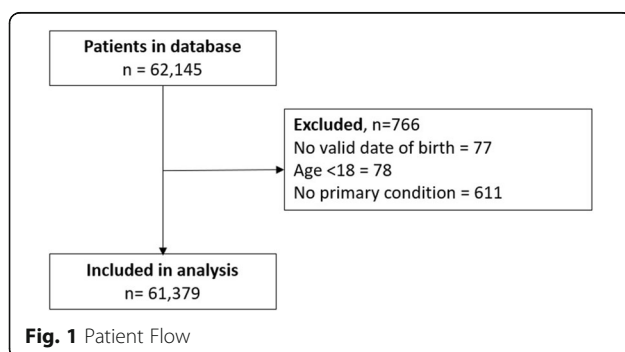 Patients in database
n = 62,145
Excluded, n=766
No valid date of birth = 77
Age <18 = 78
No primary condition = 611
Included in analysis
n= 61,379
Fig. 1 Patient Flow